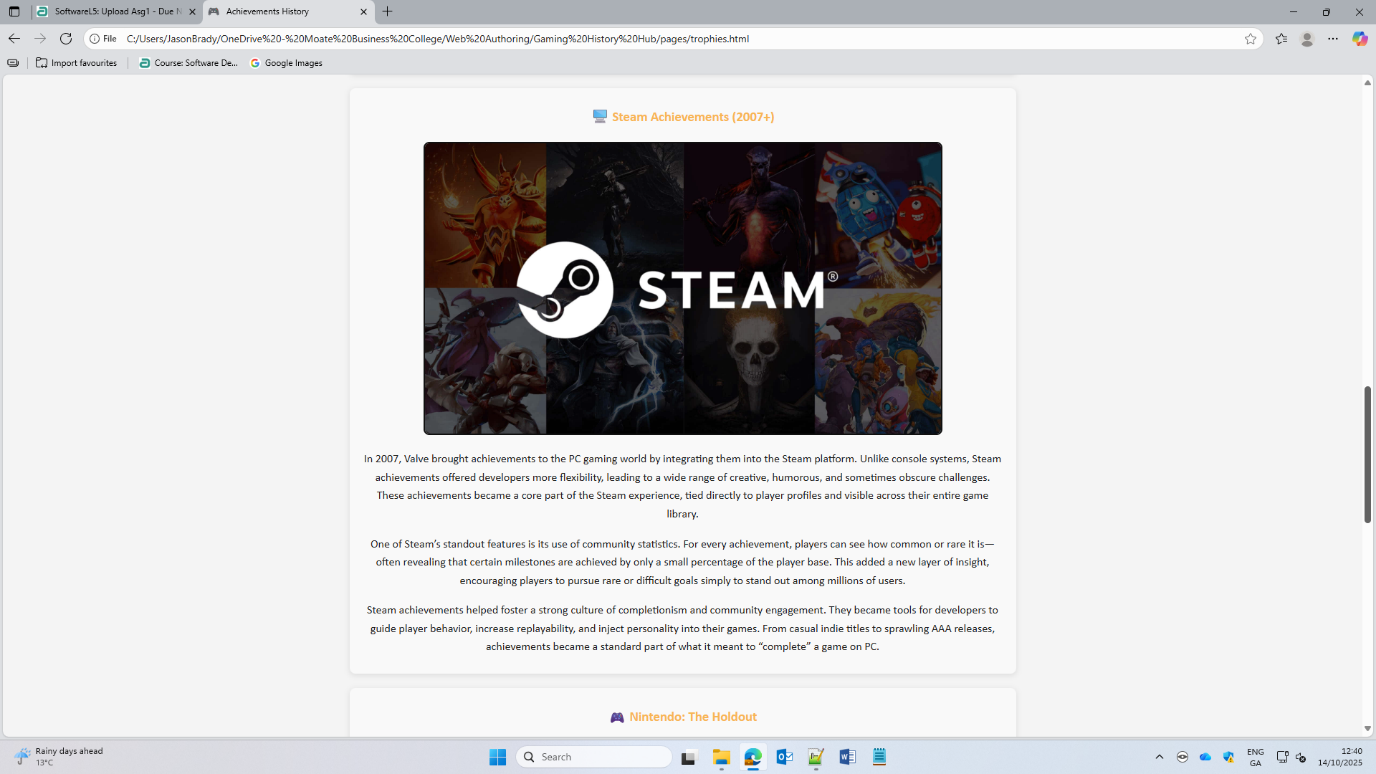 SoftwareL5: Upload Asg1 - Due N
Achievements History
File
C:/Users/JasonBrady/OneDrive%20-%20Moate%20Business%20College/Web%20Authoring/Gaming%20History%20Hub/pages/trophies.html
Import favourites
Course: Software De...
Google Images
Steam Achievements (2007+)
STEAM®
In 2007, Valve brought achievements to the PC gaming world by integrating them into the Steam platform. Unlike console systems, Steam
achievements offered developers more flexibility, leading to a wide range of creative, humorous, and sometimes obscure challenges.
These achievements became a core part of the Steam experience, tied directly to player profiles and visible across their entire game
library.
One of Steam’s standout features is its use of community statistics. For every achievement, players can see how common or rare it is—
often revealing that certain milestones are achieved by only a small percentage of the player base. This added a new layer of insight,
encouraging players to pursue rare or difficult goals simply to stand out among millions of users.
Steam achievements helped foster a strong culture of completionism and community engagement. They became tools for developers to
guide player behavior, increase replayability, and inject personality into their games. From casual indie titles to sprawling AAA releases,
achievements became a standard part of what it meant to “complete” a game on PC.
Nintendo: The Holdout
Rainy days ahead
13°C
Search
ENG
GA
12:40
14/10/2025